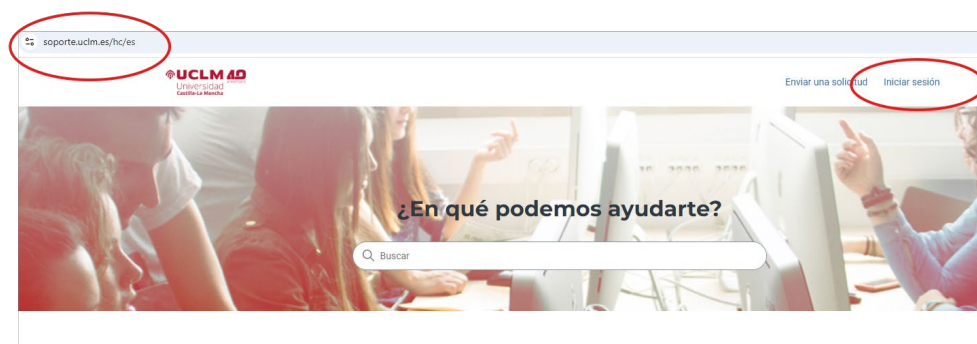 soporte.uclm.es/hc/es
UCLM 40
Universidad
Castilla-La Mancha
Enviar una solicitud Iniciar sesión
¿En qué podemos ayudarte?
Buscar